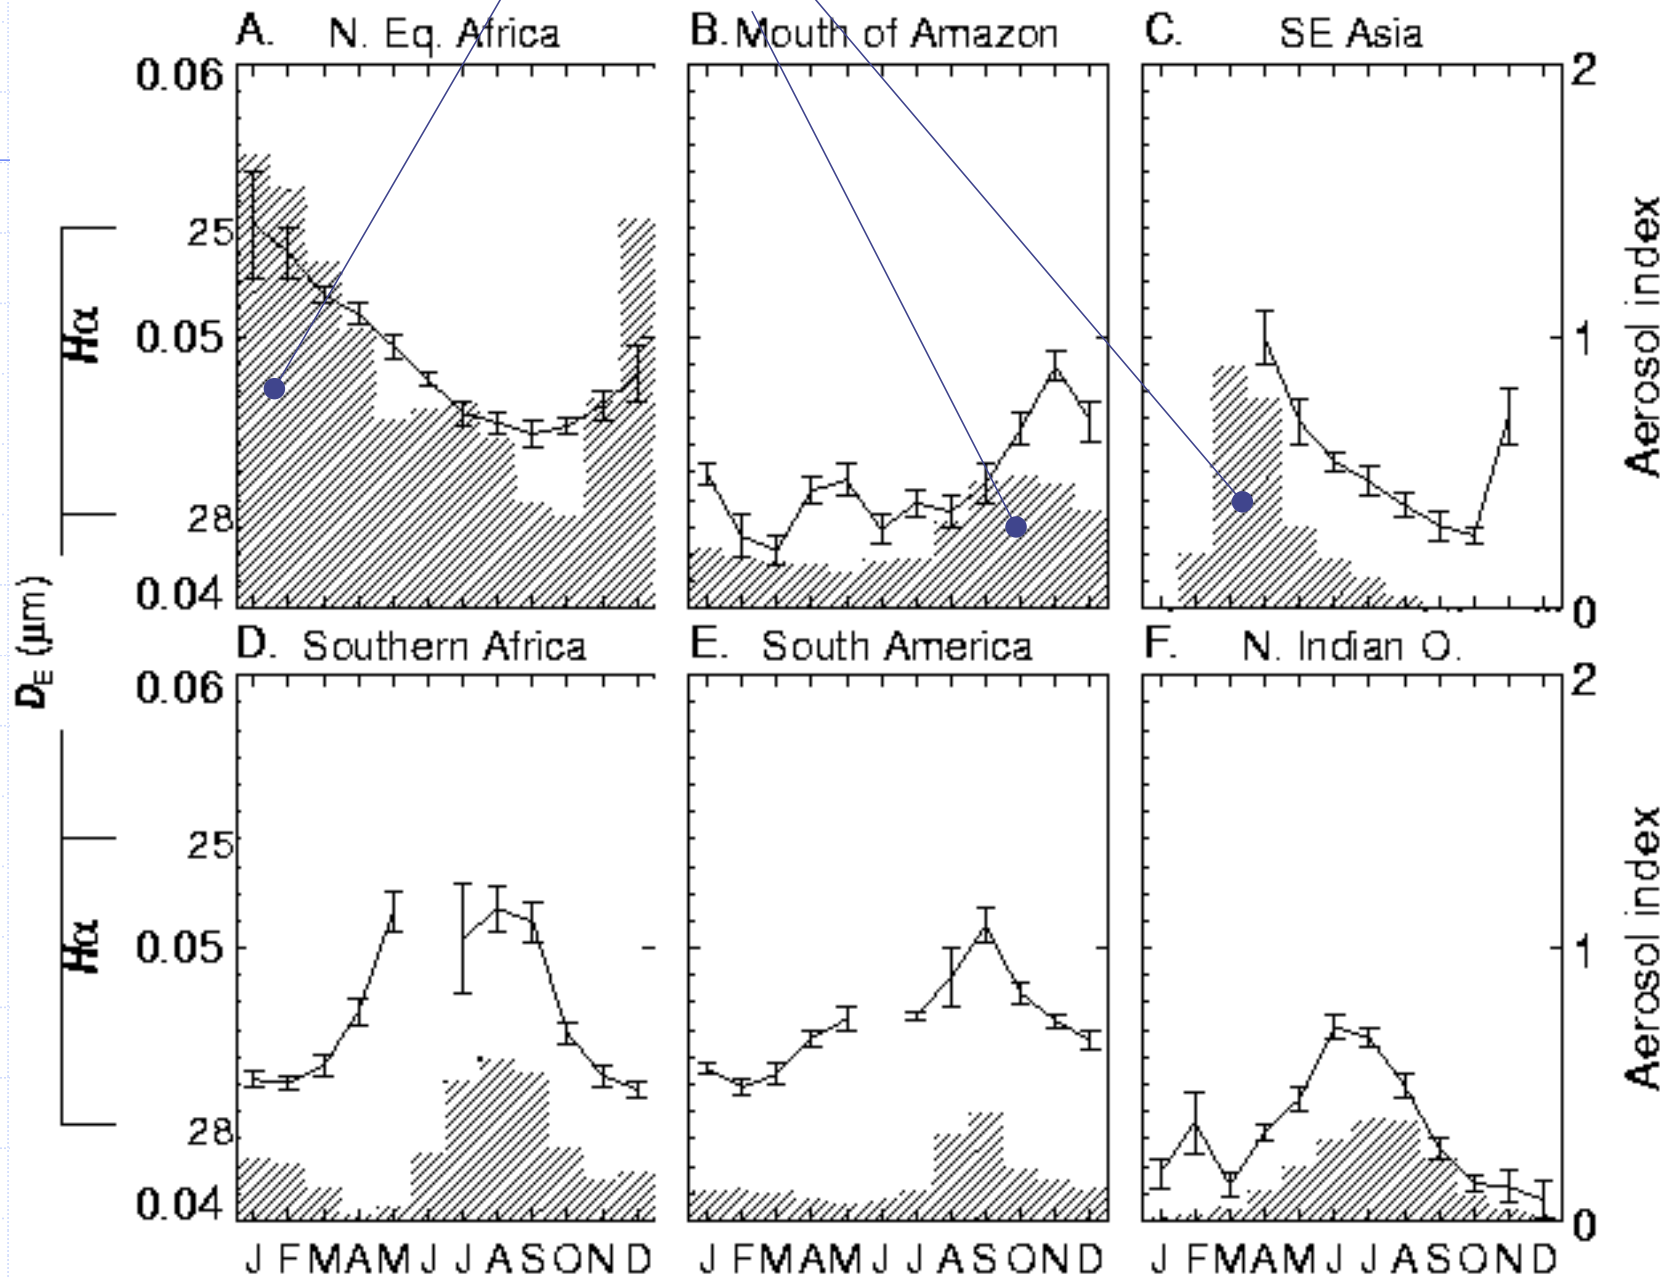 A. N. Eq. Africa
B. Mouth of Amazon
C. SE Asia
0.06
25
0.05
28
0.04
Hα
2
1
0
Aerosol index
DE (μm)
D. Southern Africa
E. South America
F. N. Indian O.
0.06
25
0.05
28
0.04
Hα
2
1
0
Aerosol index
J F M A M J J A S O N D
J F M A M J J A S O N D
J F M A M J J A S O N D